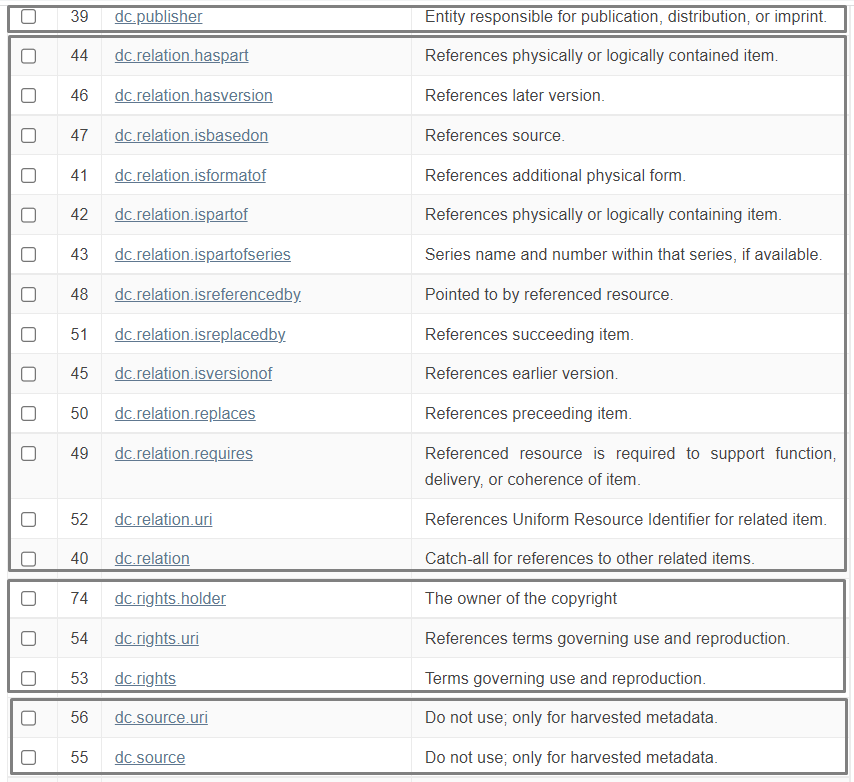 39 dc.publisher Entity responsible for publication, distribution, or imprint.
44 dc.relation.haspart References physically or logically contained item.
46 dc.relation.hasversion References later version.
47 dc.relation.isbasedon References source.
41 dc.relation.isformatof References additional physical form.
42 dc.relation.ispartof References physically or logically containing item.
43 dc.relation.ispartofseries Series name and number within that series, if available.
48 dc.relation.isreferencedby Pointed to by referenced resource.
51 dc.relation.isreplacedby References succeeding item.
45 dc.relation.isversionof References earlier version.
50 dc.relation.replaces References preceeding item.
49 dc.relation.requires Referenced resource is required to support function,
delivery, or coherence of item.
52 dc.relation.uri References Uniform Resource Identifier for related item.
40 dc.relation Catch-all for references to other related items.
74 dc.rights.holder The owner of the copyright
54 dc.rights.uri References terms governing use and reproduction.
53 dc.rights Terms governing use and reproduction.
56 dc.source.uri Do not use; only for harvested metadata.
55 dc.source Do not use; only for harvested metadata.